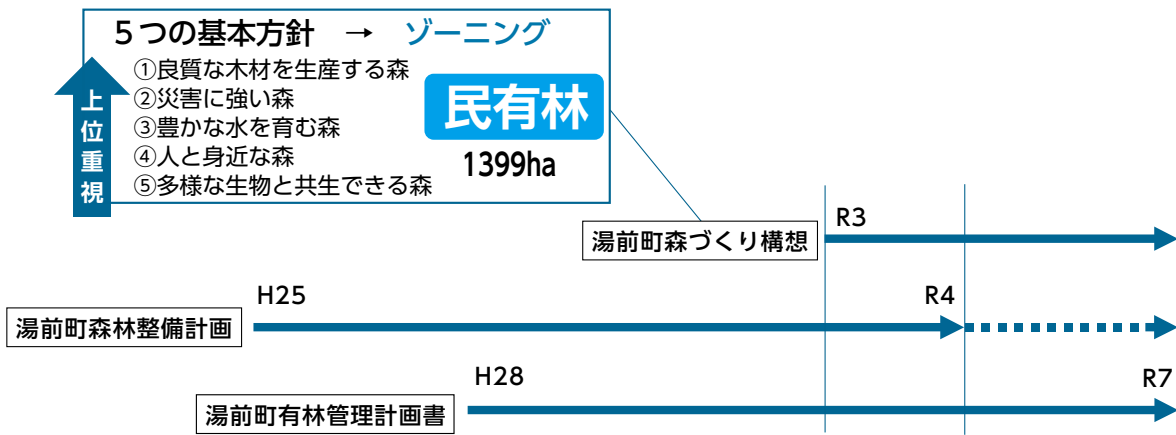 ５つの基本方針 → ゾーニング
①良質な木材を生産する森
②災害に強い森
③豊かな水を育む森
④人と身近な森
⑤多様な生物と共生できる森
上位重視
民有林
1399ha
湯前町森づくり構想
R3
湯前町森林整備計画
H25
R4
湯前町有林管理計画書
H28
R7